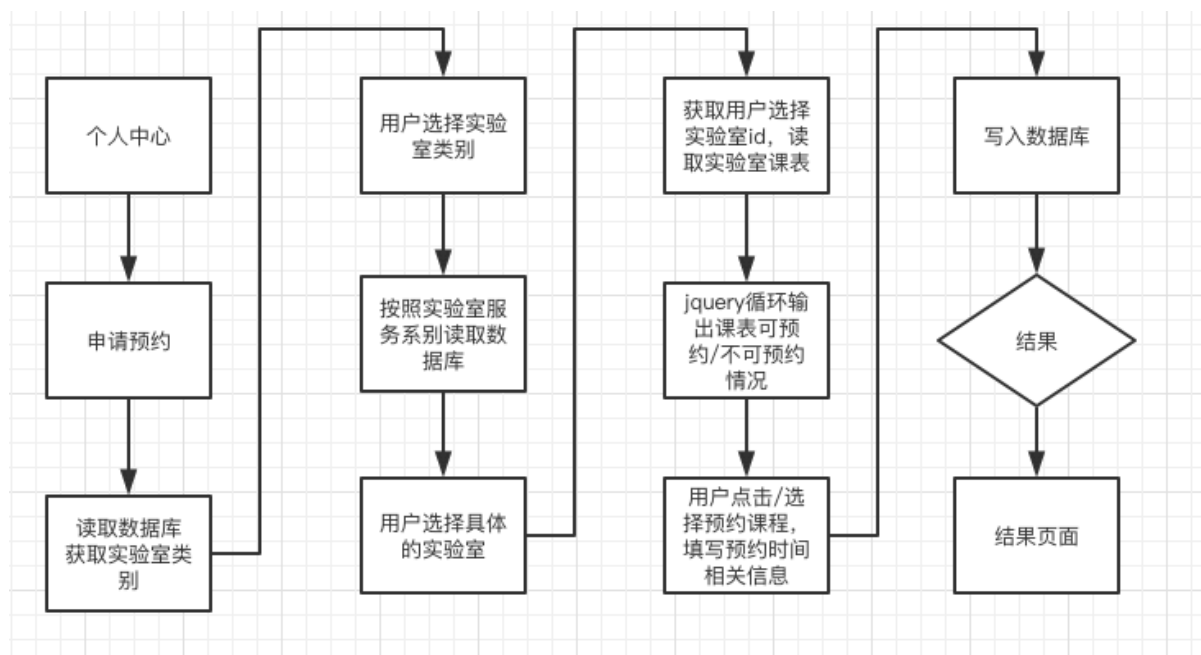 个人中心
申请预约
读取数据库
获取实验室类
别
用户选择实验
室类别
按照实验室服
务系别读取数
据库
用户选择具体
的实验室
获取用户选择
实验室id，读
取实验室课表
jquery循环输
出课表可预
约/不可预约
情况
用户点击/选
择预约课程，
填写预约时间
相关信息
写入数据库
结果
结果页面